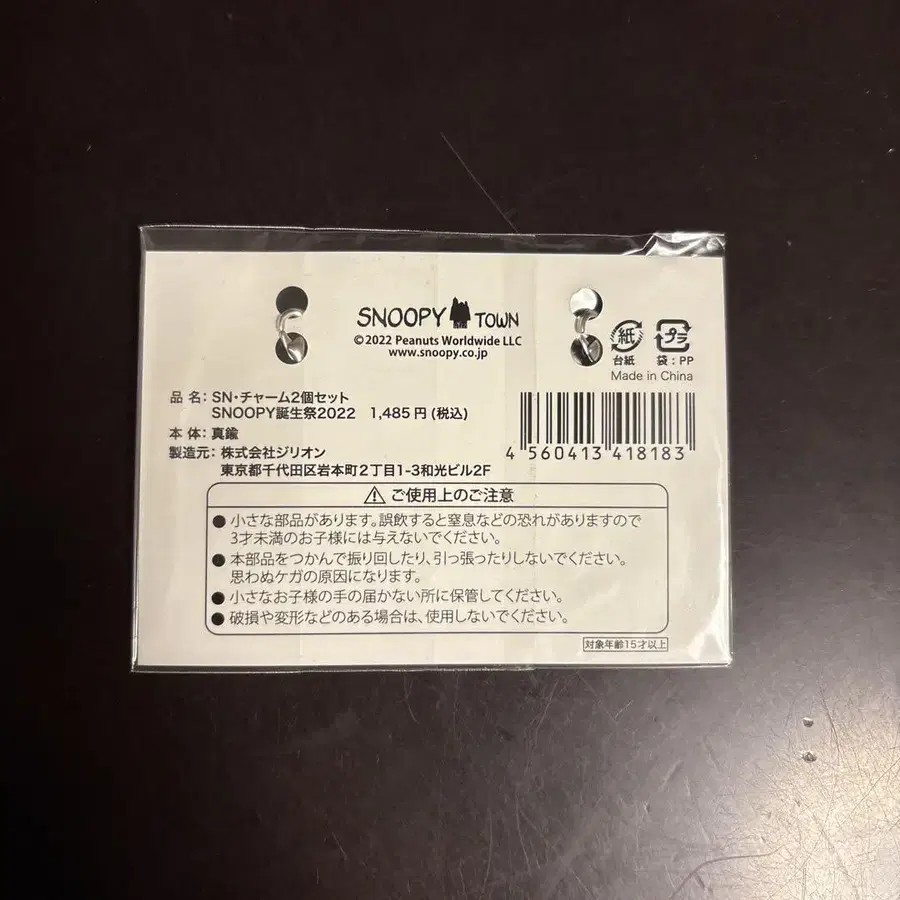 SNOOPY TOWN
©2022 Peanuts Worldwide LLC
www.snoopy.co.jp
紙 プラ
台紙 袋:PP
Made in China
品 名: SN・チャーム2個セット
SNOOPY誕生祭2022 1,485円(税込)
本 体: 真鍮
製造元: 株式会社ジリオン
東京都千代田区岩本町2丁目1-3和光ビル2F
4 560413 418183
ご使用上のご注意
●小さな部品があります。誤飲すると窒息などの恐れがありますので
3才未満のお子様には与えないでください。
●本部品をつかんで振り回したり、引っ張ったりしないでください。
思わぬケガの原因になります。
●小さなお子様の手の届かない所に保管してください。
●破損や変形などのある場合は、使用しないでください。
対象年齢15才以上